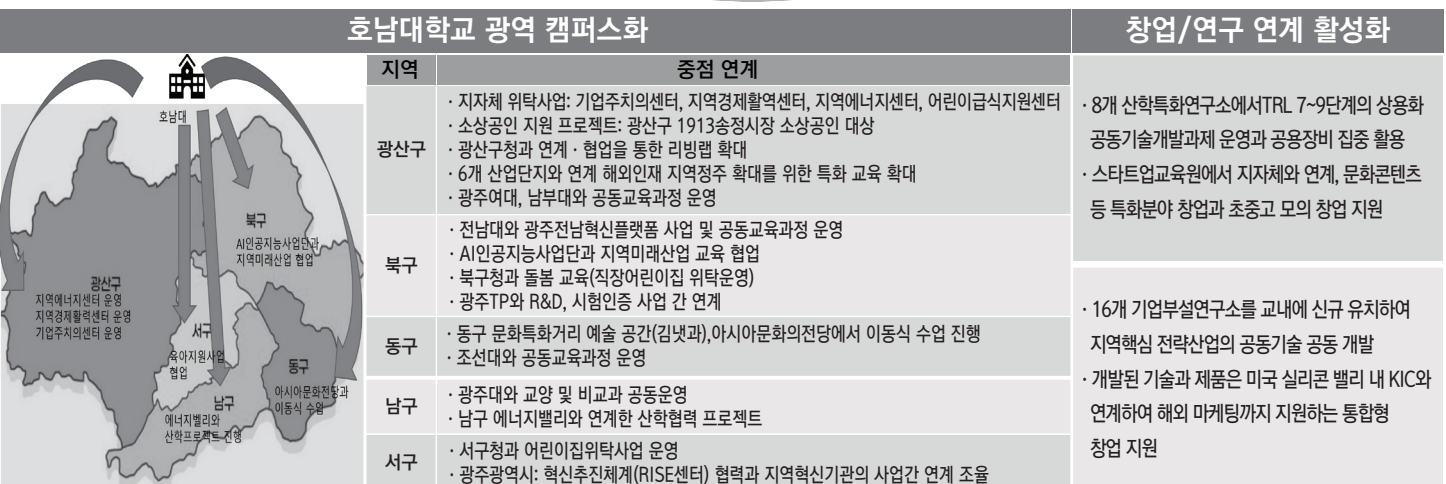 호남대학교 광역 캠퍼스화
창업/연구 연계 활성화
호남대
북구
AI인공지능사업단과
지역미래산업 협업
광산구
지역에너지센터 운영
지역경제활력센터 운영
기업주치의센터 운영
서구
육아지원사업
협업
동구
아시아문화전당과
이동식 수업
남구
에너지벨리와
산학프로젝트 진행
지역
중점 연계
광산구
· 지자체 위탁사업: 기업주치의센터, 지역경제활역센터, 지역에너지센터, 어린이급식지원센터
· 소상공인 지원 프로젝트: 광산구 1913송정시장 소상공인 대상
· 광산구청과 연계 · 협업을 통한 리빙랩 확대
· 6개 산업단지와 연계 해외인재 지역정주 확대를 위한 특화 교육 확대
· 광주여대, 남부대와 공동교육과정 운영
북구
· 전남대와 광주전남혁신플랫폼 사업 및 공동교육과정 운영
· AI인공지능사업단과 지역미래산업 교육 협업
· 북구청과 돌봄 교육(직장어린이집 위탁운영)
· 광주TP와 R&D, 시험인증 사업 간 연계
동구
· 동구 문화특화거리 예술 공간(김냇과),아시아문화의전당에서 이동식 수업 진행
· 조선대와 공동교육과정 운영
남구
· 광주대와 교양 및 비교과 공동운영
· 남구 에너지밸리와 연계한 산학협력 프로젝트
서구
· 서구청과 어린이집위탁사업 운영
· 광주광역시: 혁신추진체계(RISE센터) 협력과 지역혁신기관의 사업간 연계 조율
· 8개 산학특화연구소에서TRL 7~9단계의 상용화
공동기술개발과제 운영과 공용장비 집중 활용
· 스타트업교육원에서 지자체와 연계, 문화콘텐츠
등 특화분야 창업과 초중고 모의 창업 지원
· 16개 기업부설연구소를 교내에 신규 유치하여
지역핵심 전략산업의 공동기술 공동 개발
· 개발된 기술과 제품은 미국 실리콘 밸리 내 KIC와
연계하여 해외 마케팅까지 지원하는 통합형
창업 지원